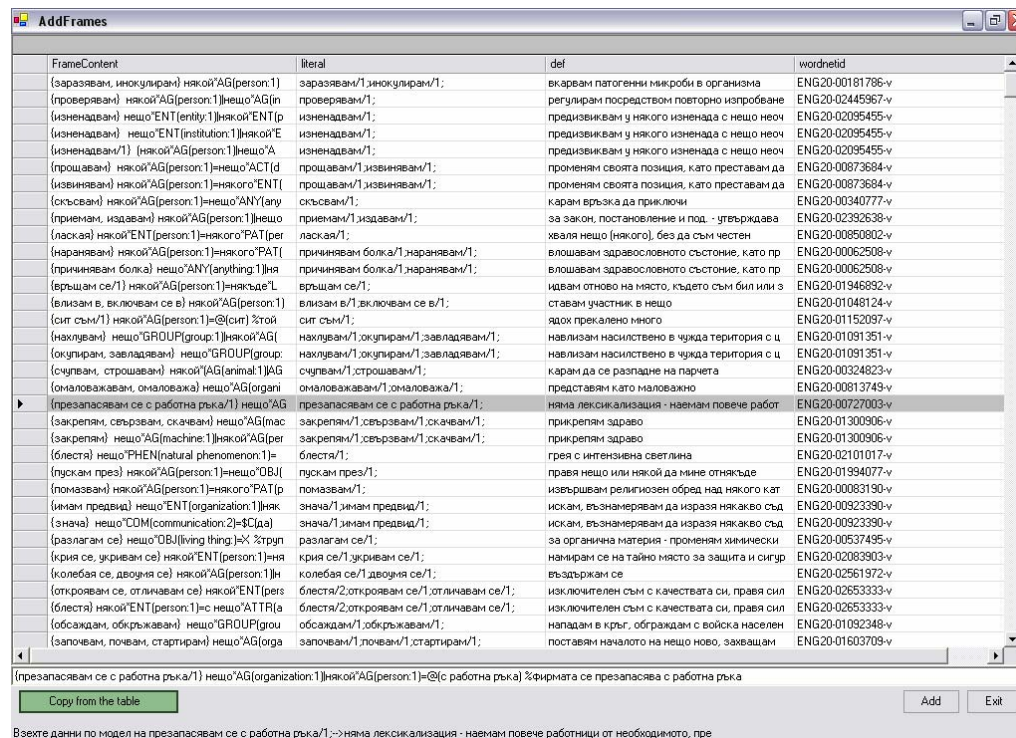 AddFrames
FrameContent literal def wordnetid
{заразявам, инокулирам} някой"AG(person:1) заразявам/1;инокулирам/1; вкарвам патогенни микроби в организма ENG20-00181786-v
{проверявам} някой"AG(person:1)|нещо"AG(in проверявам/1; регулирам посредством повторно изпробване ENG20-02445967-v
{изненадвам} нещо"ENT(entity:1)|някой"ENT(p изненадвам/1; предизвиквам у някого изненада с нещо неоч ENG20-02095455-v
{изненадвам} нещо"ENT(institution:1)|някой"E изненадвам/1; предизвиквам у някого изненада с нещо неоч ENG20-02095455-v
{изненадвам/1} (някой"AG(person:1)|нещо"A изненадвам/1; предизвиквам у някого изненада с нещо неоч ENG20-02095455-v
{прощавам} някой"AG(person:1)=нещо"ACT(d прощавам/1;извинявам/1; променям своята позиция, като преставам да ENG20-00873684-v
{извинявам} някой"AG(person:1)=някого"ENT( прощавам/1;извинявам/1; променям своята позиция, като преставам да ENG20-00873684-v
{скъсвам} някой"AG(person:1)=нещо"ANY(any скъсвам/1; карам връзка да приключи ENG20-00340777-v
{приемам, издавам} някой"AG(person:1)|нещо приемам/1;издавам/1; за закон, постановление и под. - утвърждава ENG20-02392638-v
{лаская} някой"ENT(person:1)=някого"PAT(per лаская/1; хваля нещо (някого), без да съм честен ENG20-00850802-v
{наранявам} някой"AG(person:1)=някого"PAT( причинявам болка/1;наранявам/1; влошавам здравословното състоние, като пр ENG20-00062508-v
{причинявам болка} нещо"ANY(anything:1)|ня причинявам болка/1;наранявам/1; влошавам здравословното състоние, като пр ENG20-00062508-v
{връщам се/1} някой"AG(person:1)=някъде"L връщам се/1; идвам отново на място, където съм бил или з ENG20-01946892-v
{влизам в, включвам се в} някой"AG(person:1) влизам в/1;включвам се в/1; ставам участник в нещо ENG20-01048124-v
{сит съм/1} някой"AG(person:1)=@(сит) %той сит съм/1; ядох прекалено много ENG20-01152097-v
{нахлувам} нещо"GROUP(group:1)|някой"AG( нахлувам/1;окупирам/1;завладявам/1; навлизам насилствено в чужда територия с ц ENG20-01091351-v
{окупирам, завладявам} нещо"GROUP(group: нахлувам/1;окупирам/1;завладявам/1; навлизам насилствено в чужда територия с ц ENG20-01091351-v
{счупвам, строшавам} някой"(AG(animal:1)|AG счупвам/1;строшавам/1; карам да се разпадне на парчета ENG20-00324823-v
{омаловажавам, омаловажа} нещо"AG(organi омаловажавам/1;омаловажа/1; представям като маловажно ENG20-00813749-v
{презапасявам се с работна ръка/1} нещо"AG презапасявам се с работна ръка/1; няма лексикализация - наемам повече работ ENG20-00727003-v
{закрепям, свързвам, скачвам} нещо"AG(mac закрепям/1;свързвам/1;скачвам/1; прикрепям здраво ENG20-01300906-v
{закрепям} нещо"AG(machine:1)|някой"AG(per закрепям/1;свързвам/1;скачвам/1; прикрепям здраво ENG20-01300906-v
{блестя} нещо"PHEN(natural phenomenon:1)= блестя/1; грея с интензивна светлина ENG20-02101017-v
{пускам през} някой"AG(person:1)=нещо"OBJ( пускам през/1; правя нещо или някой да мине отнякъде ENG20-01994077-v
{помазвам} някой"AG(person:1)=някого"PAT(p помазвам/1; извършвам религиозен обред над някого кат ENG20-00083190-v
{имам предвид} нещо"ENT(organization:1)|няк знача/1;имам предвид/1; искам, възнамерявам да изразя някакво съд ENG20-00923390-v
{знача} нещо"COM(communication:2)=$C(да) знача/1;имам предвид/1; искам, възнамерявам да изразя някакво съд ENG20-00923390-v
{разлагам се} нещо"OBJ(living thing:)=X %труп разлагам се/1; за органична материя - променям химически ENG20-00537495-v
{крия се, укривам се} някой"ENT(person:1)=ня крия се/1;укривам се/1; намирам се на тайно място за защита и сигур ENG20-02083903-v
{колебая се, двоумя се} някой"AG(person:1)|н колебая се/1;двоумя се/1; въздържам се ENG20-02561972-v
{откроявам се, отличавам се} някой"ENT(pers блестя/2;откроявам се/1;отличавам се/1; изключителен съм с качествата си, правя сил ENG20-02653333-v
{блестя} някой"ENT(person:1)=с нещо"ATTR(a блестя/2;откроявам се/1;отличавам се/1; изключителен съм с качествата си, правя сил ENG20-02653333-v
{обсаждам, обкръжавам} нещо"GROUP(grou обсаждам/1;обкръжавам/1; нападам в кръг, обграждам с войска населен ENG20-01092348-v
{започвам, почвам, стартирам} нещо"AG(orga започвам/1;почвам/1;стартирам/1; поставям началото на нещо ново, захващам ENG20-01603709-v
{презапасявам се с работна ръка/1} нещо"AG(organization:1)|някой"AG(person:1)=@(с работна ръка) %фирмата се презапасява с работна ръка
Copy from the table Add Exit
Взехте данни по модел на презапасявам се с работна ръка/1;-->няма лексикализация - наемам повече работници от необходимото, пре